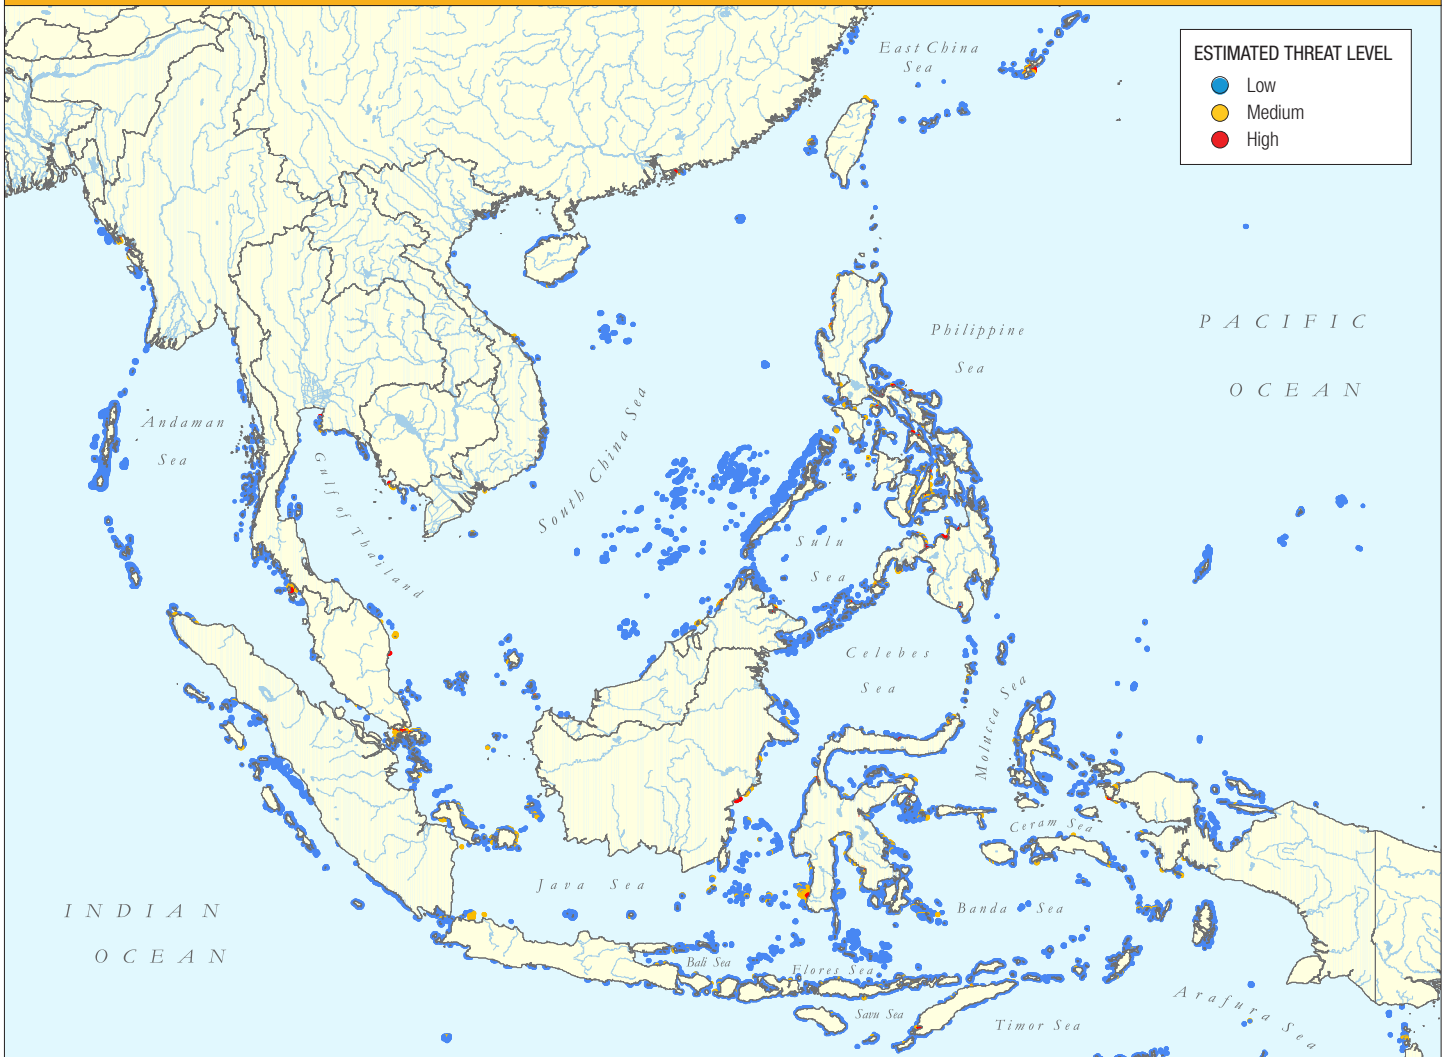 ESTIMATED THREAT LEVEL
Low
Medium
High
East China
Sea
PACIFIC
OCEAN
Philippine
Sea
Andaman
Sea
Gulf of Thailand
South China Sea
Sulu
Sea
Celebes
Sea
Molucca Sea
Ceram Sea
Java Sea
Banda Sea
INDIAN
OCEAN
Bali Sea
Flores Sea
Savu Sea
Timor Sea
Arafura Sea